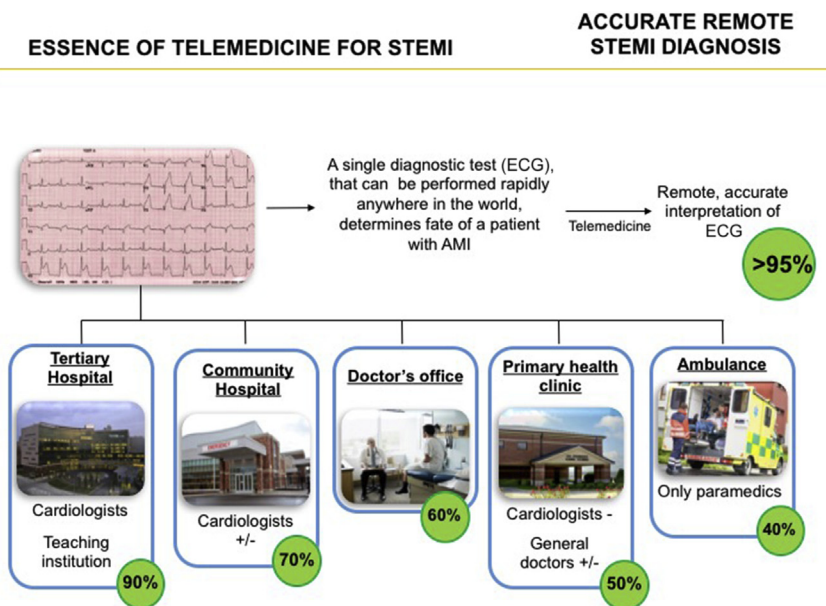 ESSENCE OF TELEMEDICINE FOR STEMI
ACCURATE REMOTE
STEMI DIAGNOSIS
A single diagnostic test (ECG),
that can be performed rapidly
anywhere in the world,
determines fate of a patient
with AMI
Telemedicine
Remote, accurate
interpretation of
ECG
>95%
Tertiary
Hospital
Cardiologists
Teaching
institution
90%
Community
Hospital
EMERGENCY
Cardiologists
+/-
70%
Doctor's office
60%
Primary health
clinic
Cardiologists -
General
doctors +/-
50%
Ambulance
Only paramedics
40%